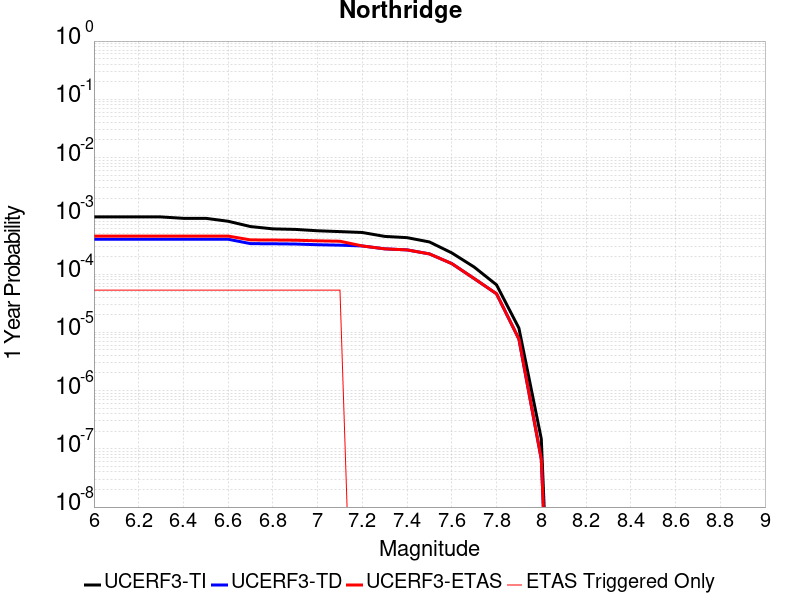 Northridge
10^0
10^-1
10^-2
10^-3
10^-4
10^-5
10^-6
10^-7
10^-8
1 Year Probability
6 6.2 6.4 6.6 6.8 7 7.2 7.4 7.6 7.8 8 8.2 8.4 8.6 8.8 9
Magnitude
UCERF3-TI UCERF3-TD UCERF3-ETAS ETAS Triggered Only